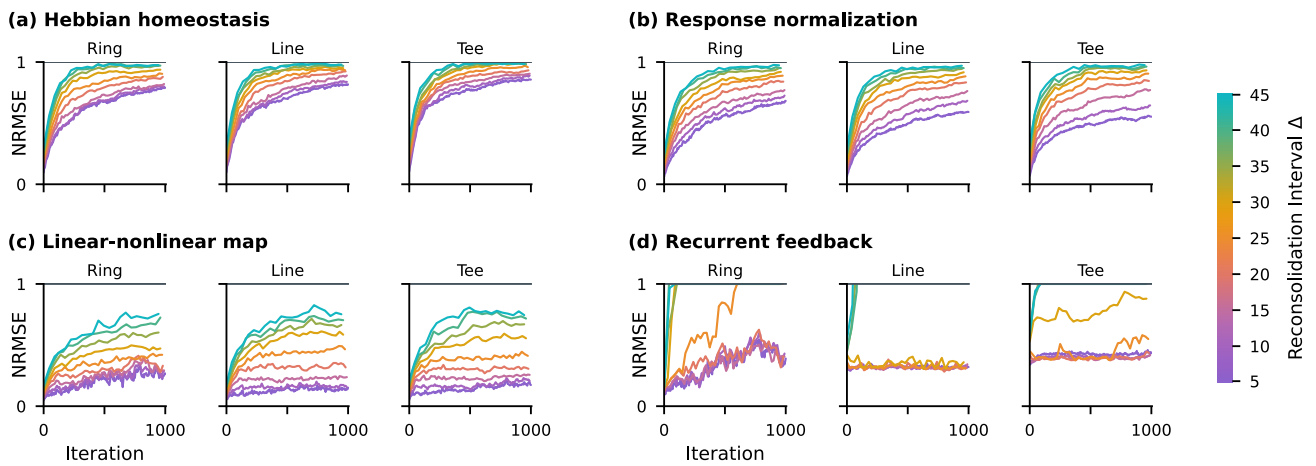 (a) Hebbian homeostasis
Ring
Line
Tee
1
0
NRMSE
(b) Response normalization
Ring
Line
Tee
1
0
NRMSE
(c) Linear-nonlinear map
Ring
Line
Tee
1
0
NRMSE
0
1000
0
1000
0
1000
Iteration
(d) Recurrent feedback
Ring
Line
Tee
1
0
NRMSE
0
1000
0
1000
0
1000
Iteration
45
40
35
30
25
20
15
10
5
Reconsolidation Interval Δ